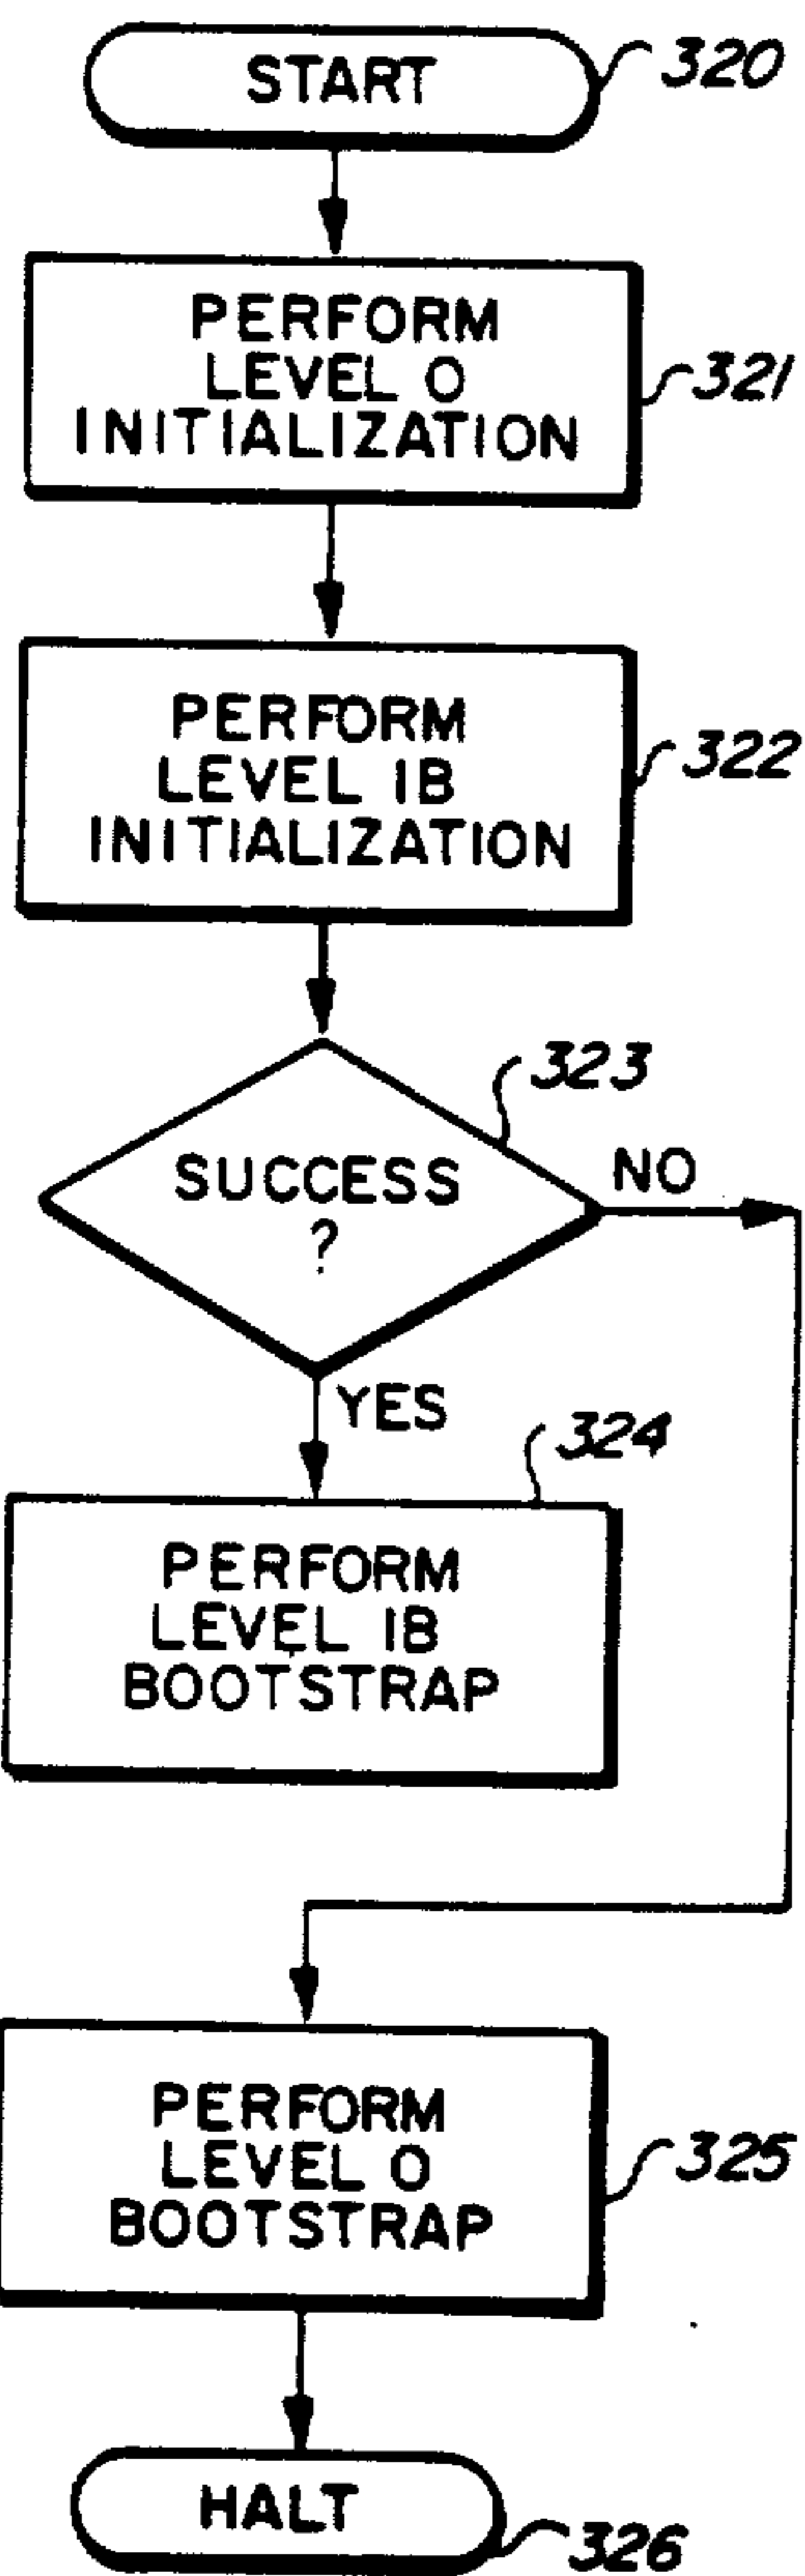 START
320
PERFORM
LEVEL 0
INITIALIZATION
321
PERFORM
LEVEL 1B
INITIALIZATION
322
323
SUCCESS
?
NO
YES
324
PERFORM
LEVEL 1B
BOOTSTRAP
PERFORM
LEVEL 0
BOOTSTRAP
325
HALT
326